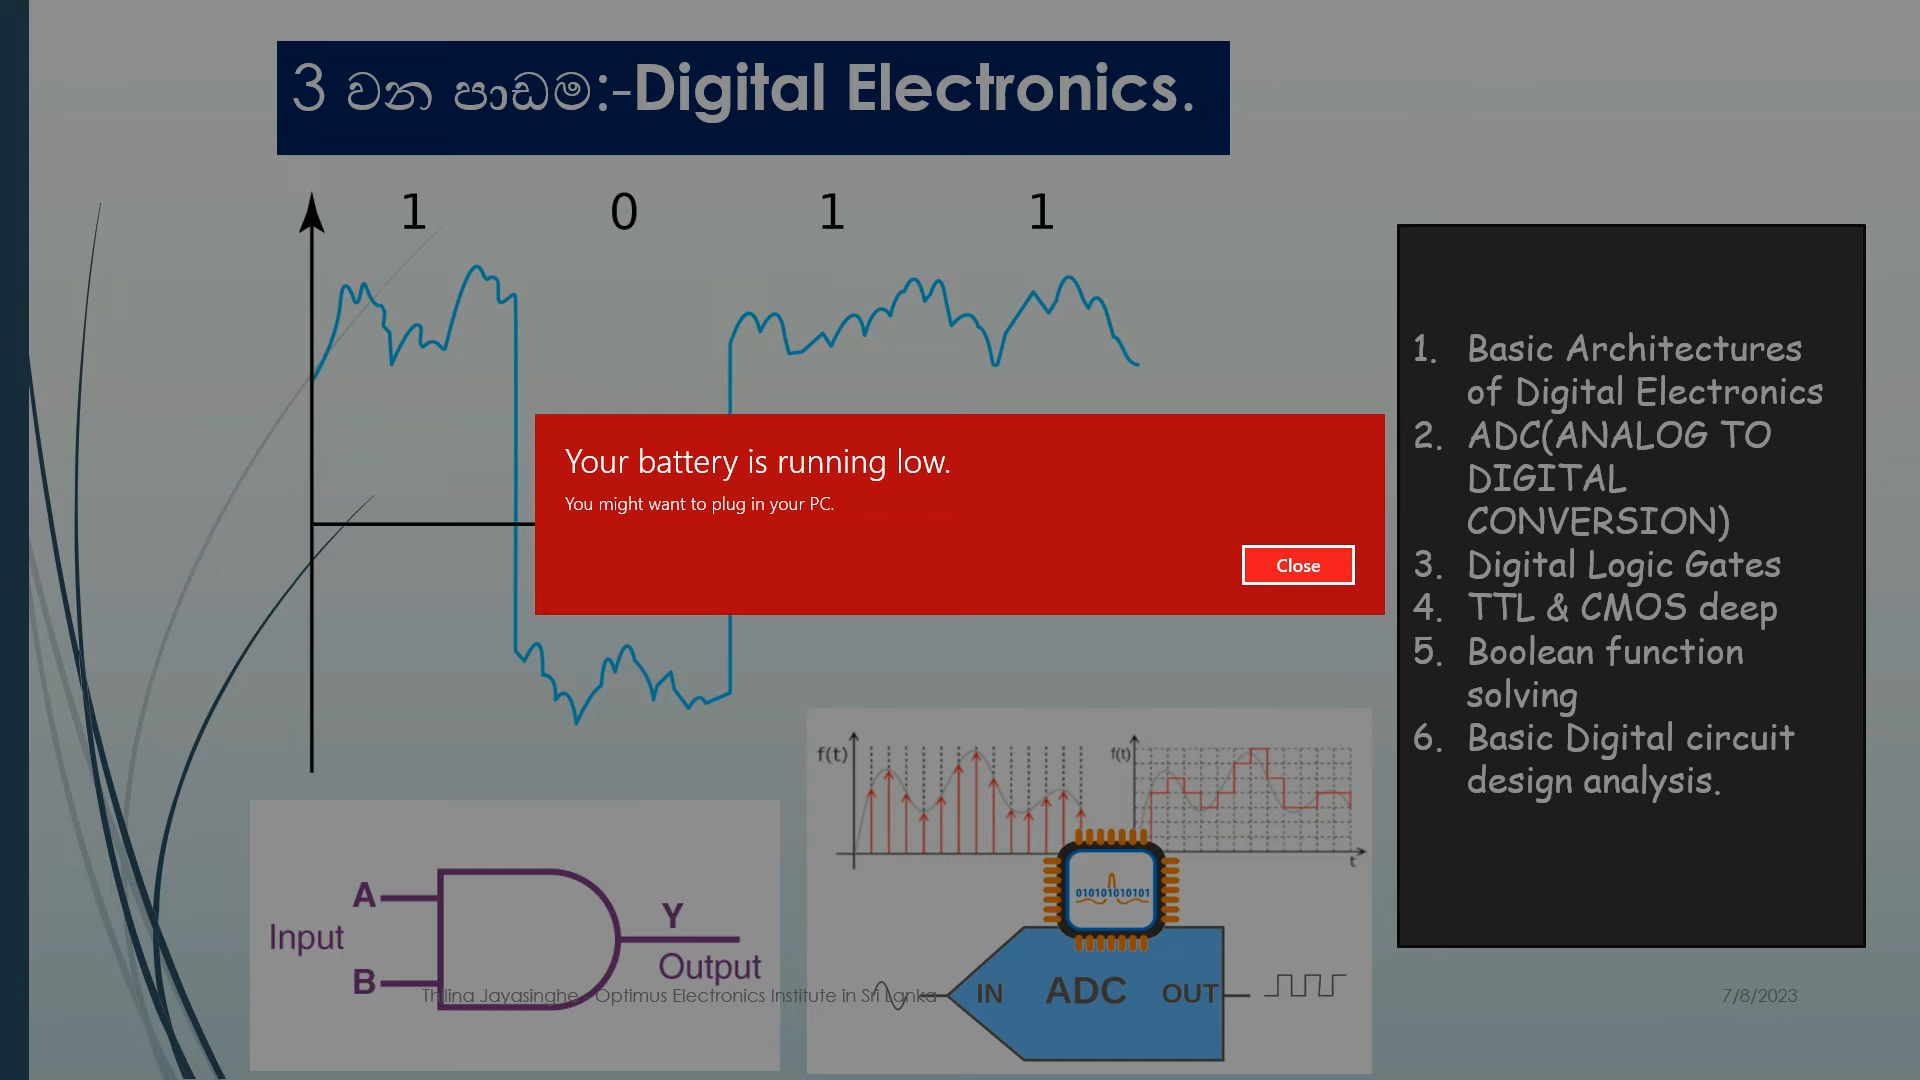 3 වන පාඩම:-Digital Electronics.
1 0 1 1
Your battery is running low.
You might want to plug in your PC.
Close
1. Basic Architectures
of Digital Electronics
2. ADC(ANALOG TO
DIGITAL
CONVERSION)
3. Digital Logic Gates
4. TTL & CMOS deep
5. Boolean function
solving
6. Basic Digital circuit
design analysis.
f(t)
f(t)
t
010101010101
A
Input
B
Y
Output
IN ADC OUT
Thilina Jayasinghe - Optimus Electronics Institute in Sri Lanka
7/8/2023